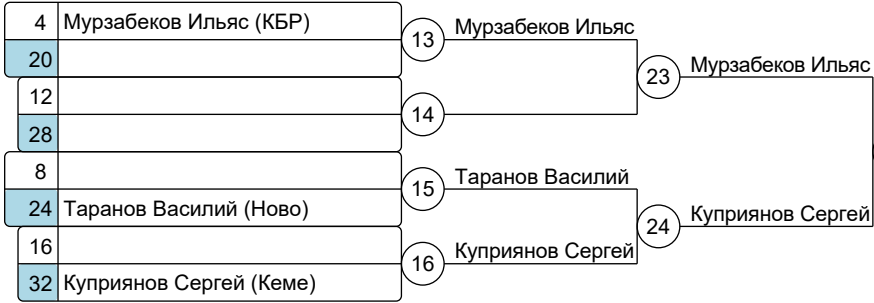 4 Мурзабеков Ильяс (КБР)
20
13 Мурзабеков Ильяс
12
28
14
23 Мурзабеков Ильяс
8
24 Таранов Василий (Ново)
15 Таранов Василий
16
32 Куприянов Сергей (Кеме)
16 Куприянов Сергей
24 Куприянов Сергей